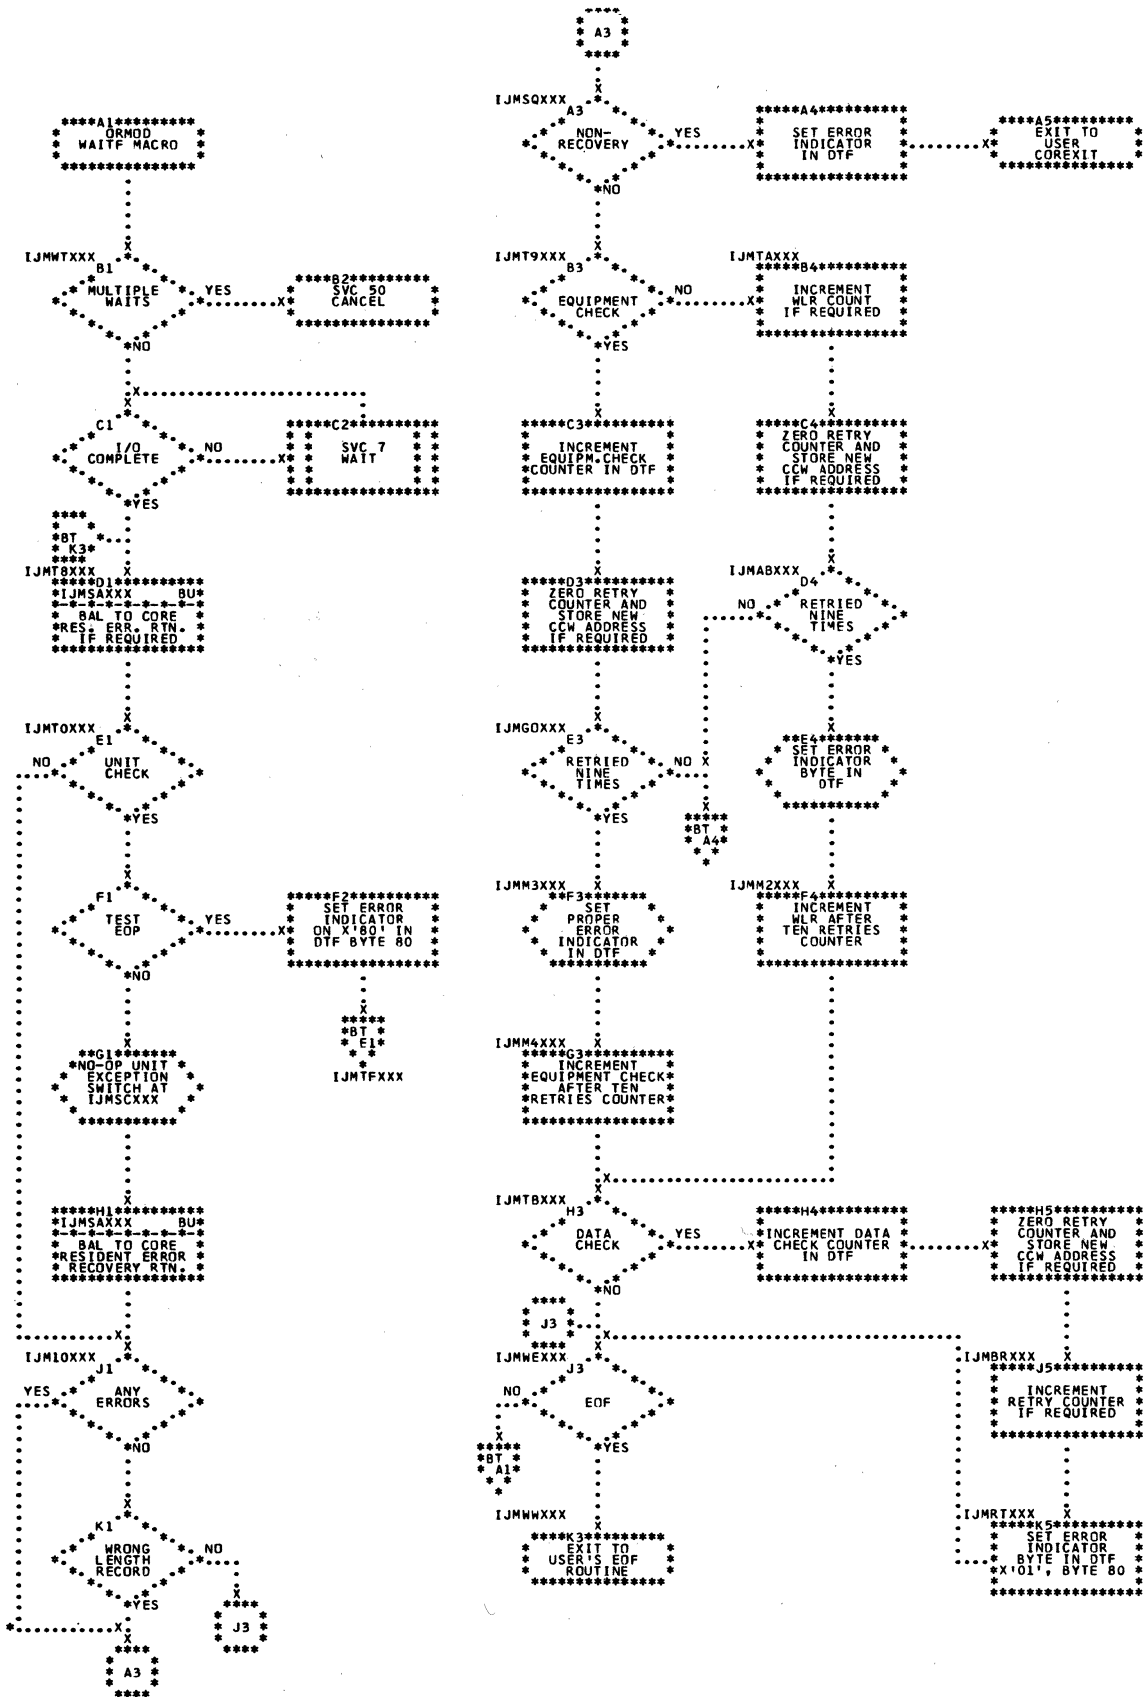 A3
IJMSQXXX
A3
NON-
RECOVERY
YES
NO
A4
SET ERROR
INDICATOR
IN DTF
A5
EXIT TO
USER
COREXIT
A1
ORMOD
WAITF MACRO
IJMWTXXX
B1
MULTIPLE
WAITS
YES
NO
B2
SVC 50
CANCEL
IJMT9XXX
B3
EQUIPMENT
CHECK
NO
YES
IJMTAXXX
B4
INCREMENT
WLR COUNT
IF REQUIRED
C1
I/O
COMPLETE
NO
YES
C2
SVC 7
WAIT
C3
INCREMENT
EQUIPM.CHECK
COUNTER IN DTF
C4
ZERO RETRY
COUNTER AND
STORE NEW
CCW ADDRESS
IF REQUIRED
BT
K3
IJMT8XXX
D1
IJMSAXXX BU
BAL TO CORE
RES. ERR. RTN.
IF REQUIRED
D3
ZERO RETRY
COUNTER AND
STORE NEW
CCW ADDRESS
IF REQUIRED
IJMABXXX
D4
RETRIED
NINE
TIMES
NO
YES
IJMT0XXX
E1
UNIT
CHECK
NO
YES
IJMG0XXX
E3
RETRIED
NINE
TIMES
NO
YES
E4
SET ERROR
INDICATOR
BYTE IN
DTF
BT
A4
F1
TEST
EOP
YES
NO
F2
SET ERROR
INDICATOR
ON X'80' IN
DTF BYTE 80
BT
E1
IJMTFXXX
IJMM3XXX
F3
SET
PROPER
ERROR
INDICATOR
IN DTF
IJMM2XXX
F4
INCREMENT
WLR AFTER
TEN RETRIES
COUNTER
G1
NO-OP UNIT
EXCEPTION
SWITCH AT
IJMSCXXX
IJMM4XXX
G3
INCREMENT
EQUIPMENT CHECK
AFTER TEN
RETRIES COUNTER
H1
IJMSAXXX BU
BAL TO CORE
RESIDENT ERROR
RECOVERY RTN.
IJMTBXXX
H3
DATA
CHECK
YES
NO
H4
INCREMENT DATA
CHECK COUNTER
IN DTF
H5
ZERO RETRY
COUNTER AND
STORE NEW
CCW ADDRESS
IF REQUIRED
J3
IJM10XXX
J1
ANY
ERRORS
YES
NO
IJMWEXXX
J3
EOF
NO
YES
BT
A1
IJMBRXXX
J5
INCREMENT
RETRY COUNTER
IF REQUIRED
K1
WRONG
LENGTH
RECORD
NO
YES
J3
A3
IJMWWXXX
K3
EXIT TO
USER'S EOF
ROUTINE
IJMRTXXX
K5
SET ERROR
INDICATOR
BYTE IN DTF
X'01', BYTE 80